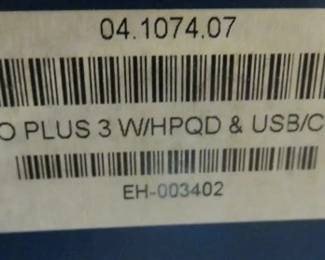 04.1074.07
O PLUS 3 W/HPQD & USB/C
EH-003402